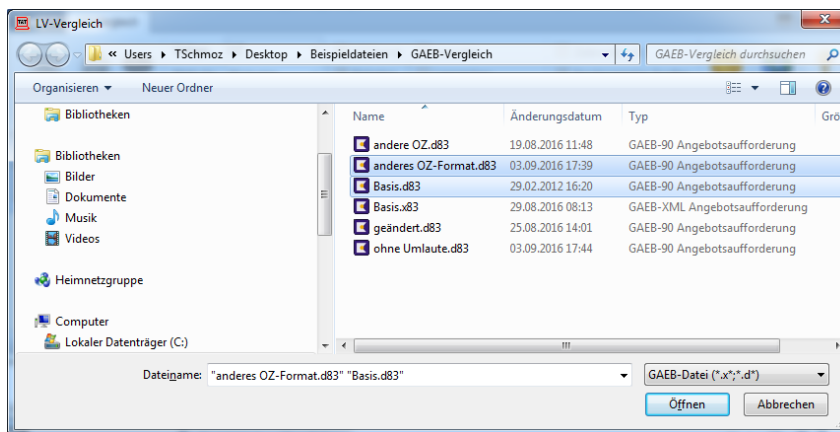 LV-Vergleich
« Users Ts TSchmoz Desktop Beispieldateien GAEB-Vergleich GAEB-Vergleich durchsuchen
Organisieren Neuer Ordner
Bibliotheken Name Änderungsdatum Typ Grö
andere OZ.d83 19.08.2016 11:48 GAEB-90 Angebotsaufforderung
Bibliotheken anderes OZ-Format.d83 03.09.2016 17:39 GAEB-90 Angebotsaufforderung
Bilder Basis.d83 29.02.2012 16:20 GAEB-90 Angebotsaufforderung
Dokumente Basis.x83 29.08.2016 08:13 GAEB-XML Angebotsaufforderung
Musik geändert.d83 25.08.2016 14:01 GAEB-90 Angebotsaufforderung
Videos ohne Umlaute.d83 03.09.2016 17:44 GAEB-90 Angebotsaufforderung
Heimnetzgruppe
Computer
Lokaler Datenträger (C:)
Dateiname: "anderes OZ-Format.d83" "Basis.d83" GAEB-Datei (*.x*;*.d*)
Öffnen Abbrechen